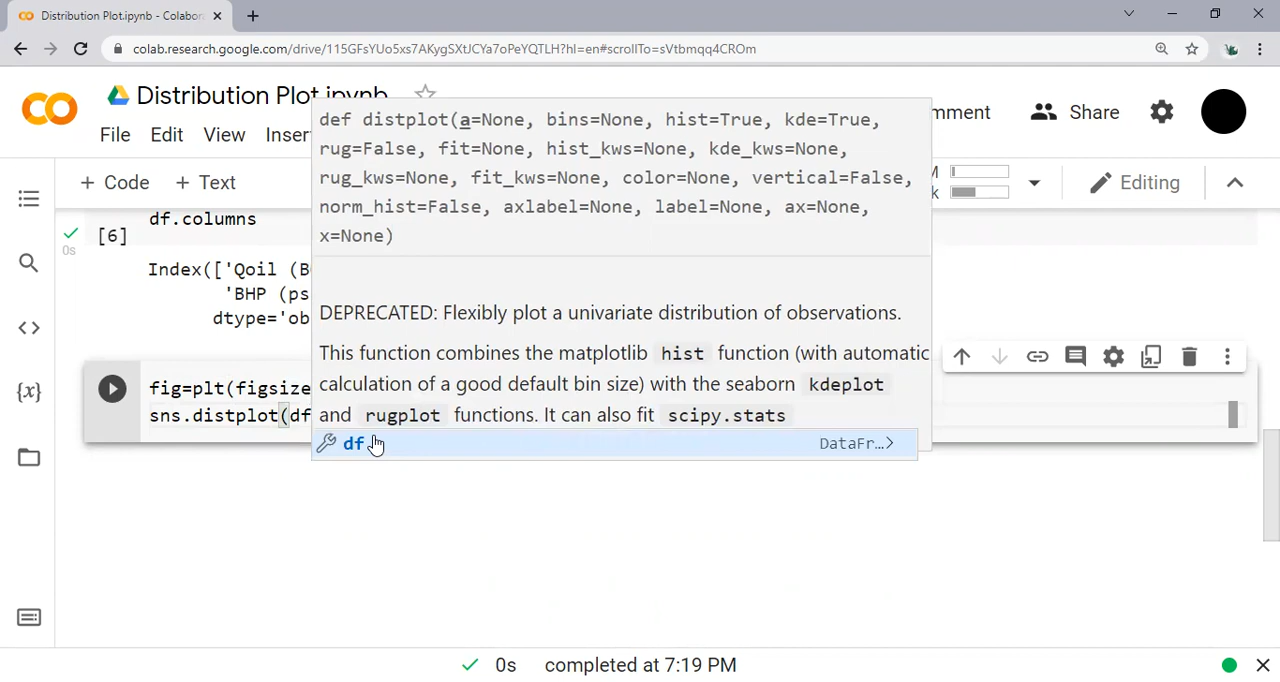 Distribution Plot.ipynb - Colabor
colab.research.google.com/drive/115GFsYUo5xs7AKygSXtJCYa7oPeYQTLH?hl=en#scrollTo=sVtbmqq4CROm
Distribution Plot.ipynb
File Edit View Inser
mment
Share
+ Code + Text
M
k
Editing
df.columns
[6]
0s
Index(['Qoil (B
'BHP (ps
dtype='ob
fig=plt(figsize
sns.distplot(df
def distplot(a=None, bins=None, hist=True, kde=True,
rug=False, fit=None, hist_kws=None, kde_kws=None,
rug_kws=None, fit_kws=None, color=None, vertical=False,
norm_hist=False, axlabel=None, label=None, ax=None,
x=None)
DEPRECATED: Flexibly plot a univariate distribution of observations.
This function combines the matplotlib hist function (with automatic
calculation of a good default bin size) with the seaborn kdeplot
and rugplot functions. It can also fit scipy.stats
df DataFr...>
0s completed at 7:19 PM